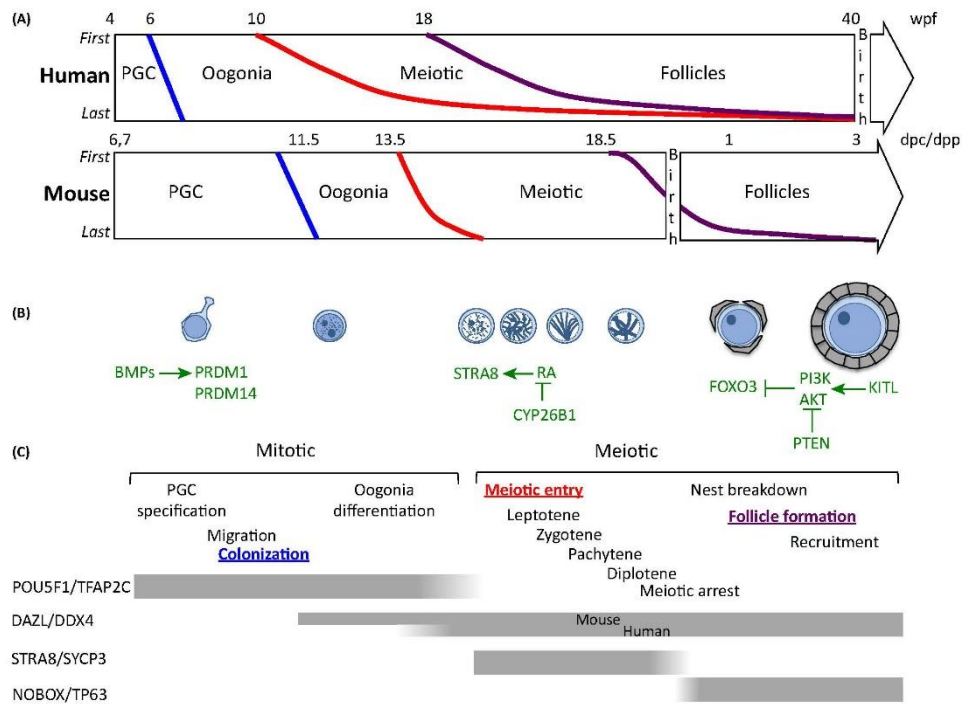 (A)
4 6 10 18 40 wpf
First
Human
Last
PGC Oogonia Meiotic Follicles
Birth
6,7 11.5 13.5 18.5 1 3 dpc/dpp
First
Mouse
Last
PGC Oogonia Meiotic Follicles
Birth
(B)
BMPs PRDM1
PRDM14
STRA8 RA
CYP26B1
FOXO3 PI3K KITL
AKT
PTEN
(C)
Mitotic Meiotic
PGC
specification
Oogonia
differentiation
Migration
Colonization
Meiotic entry
Leptotene
Zygotene
Pachytene
Diplotene
Meiotic arrest
Nest breakdown
Follicle formation
Recruitment
POU5F1/TFAP2C
DAZL/DDX4
Mouse
Human
STRA8/SYCP3
NOBOX/TP63